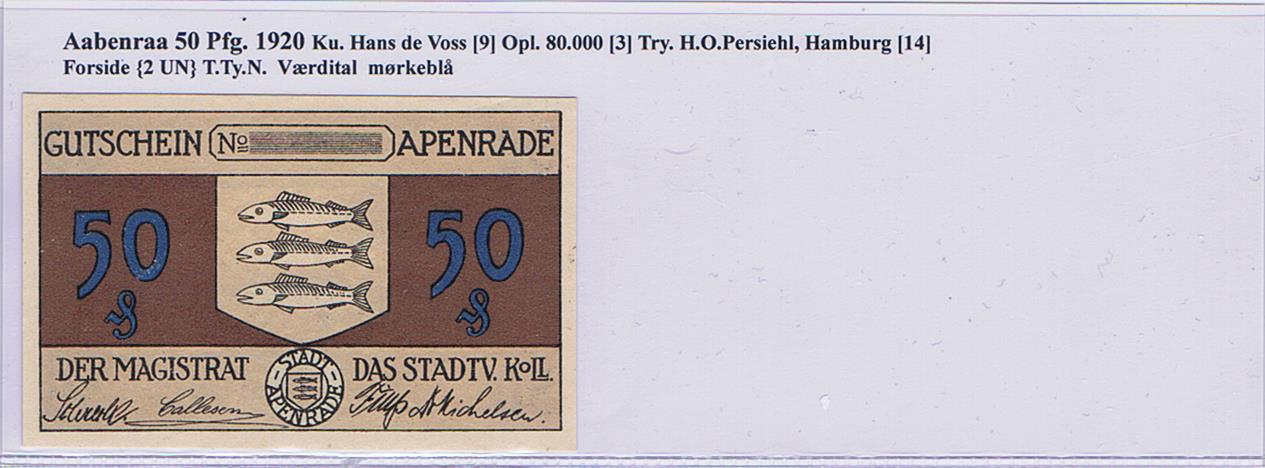 Aabenraa 50 Pfg. 1920 Ku. Hans de Voss [9] Opl. 80.000 [3] Try. H.O.Persiehl, Hamburg [14]
Forside {2 UN} T.Ty.N. Værdital mørkeblå
GUTSCHEIN No APENRADE
50 50
DER MAGISTRAT DAS STADTV. KOLL.
STADT APENRADE
Callesen Michelsen.